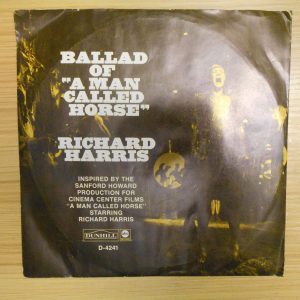 BALLAD
OF
"A MAN
CALLED
HORSE"
RICHARD
HARRIS
INSPIRED BY THE
SANFORD HOWARD
PRODUCTION FOR
CINEMA CENTER FILMS
"A MAN CALLED HORSE"
STARRING
RICHARD HARRIS
DUNHILL abc
D-4241